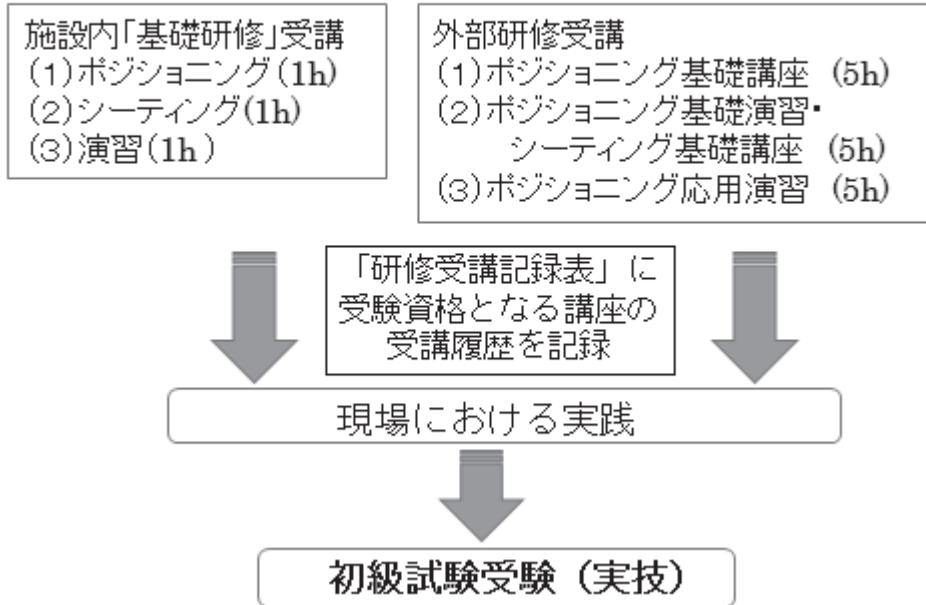 施設内「基礎研修」受講
(1)ポジショニング(1h)
(2)シーティング(1h)
(3)演習(1h)
外部研修受講
(1)ポジショニング基礎講座 (5h)
(2)ポジショニング基礎演習・
シーティング基礎講座 (5h)
(3)ポジショニング応用演習 (5h)
「研修受講記録表」に
受験資格となる講座の
受講履歴を記録
現場における実践
初級試験受験（実技）